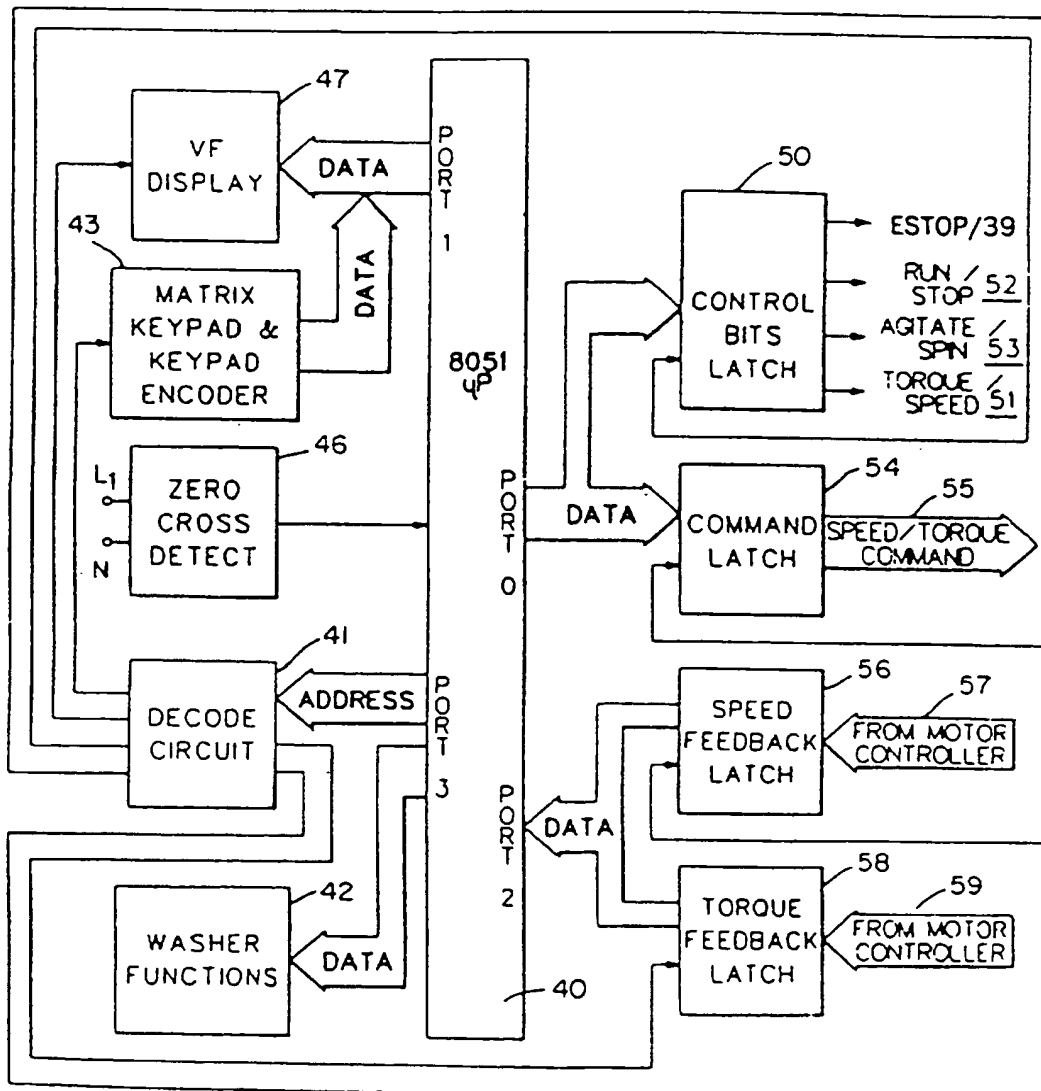 47
VF
DISPLAY
DATA
PORT 1
43
MATRIX
KEYPAD &
KEYPAD
ENCODER
DATA
8051
μP
50
CONTROL
BITS
LATCH
ESTOP/39
RUN /
STOP 52
AGITATE /
SPIN 53
TORQUE /
SPEED 51
46
L1
N
ZERO
CROSS
DETECT
PORT 0
DATA
54
COMMAND
LATCH
55
SPEED/TORQUE
COMMAND
41
DECODE
CIRCUIT
ADDRESS
PORT 3
56
SPEED
FEEDBACK
LATCH
57
FROM MOTOR
CONTROLLER
PORT 2
DATA
42
WASHER
FUNCTIONS
DATA
40
58
TORQUE
FEEDBACK
LATCH
59
FROM MOTOR
CONTROLLER